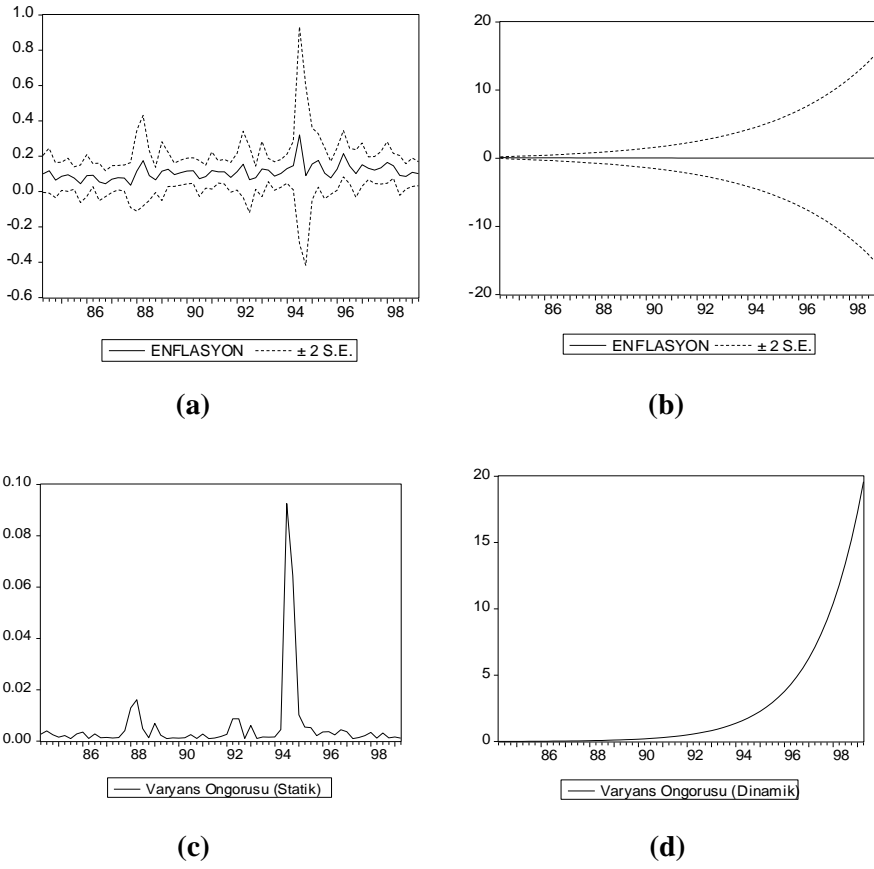 1.0
0.8
0.6
0.4
0.2
0.0
-0.2
-0.4
-0.6
86 88 90 92 94 96 98
ENFLASYON ± 2 S.E.
(a)
20
10
0
-10
-20
86 88 90 92 94 96 98
ENFLASYON ± 2 S.E.
(b)
0.10
0.08
0.06
0.04
0.02
0.00
86 88 90 92 94 96 98
Varyans Ongorusu (Statik)
(c)
20
15
10
5
0
86 88 90 92 94 96 98
Varyans Ongorusu (Dinamik)
(d)